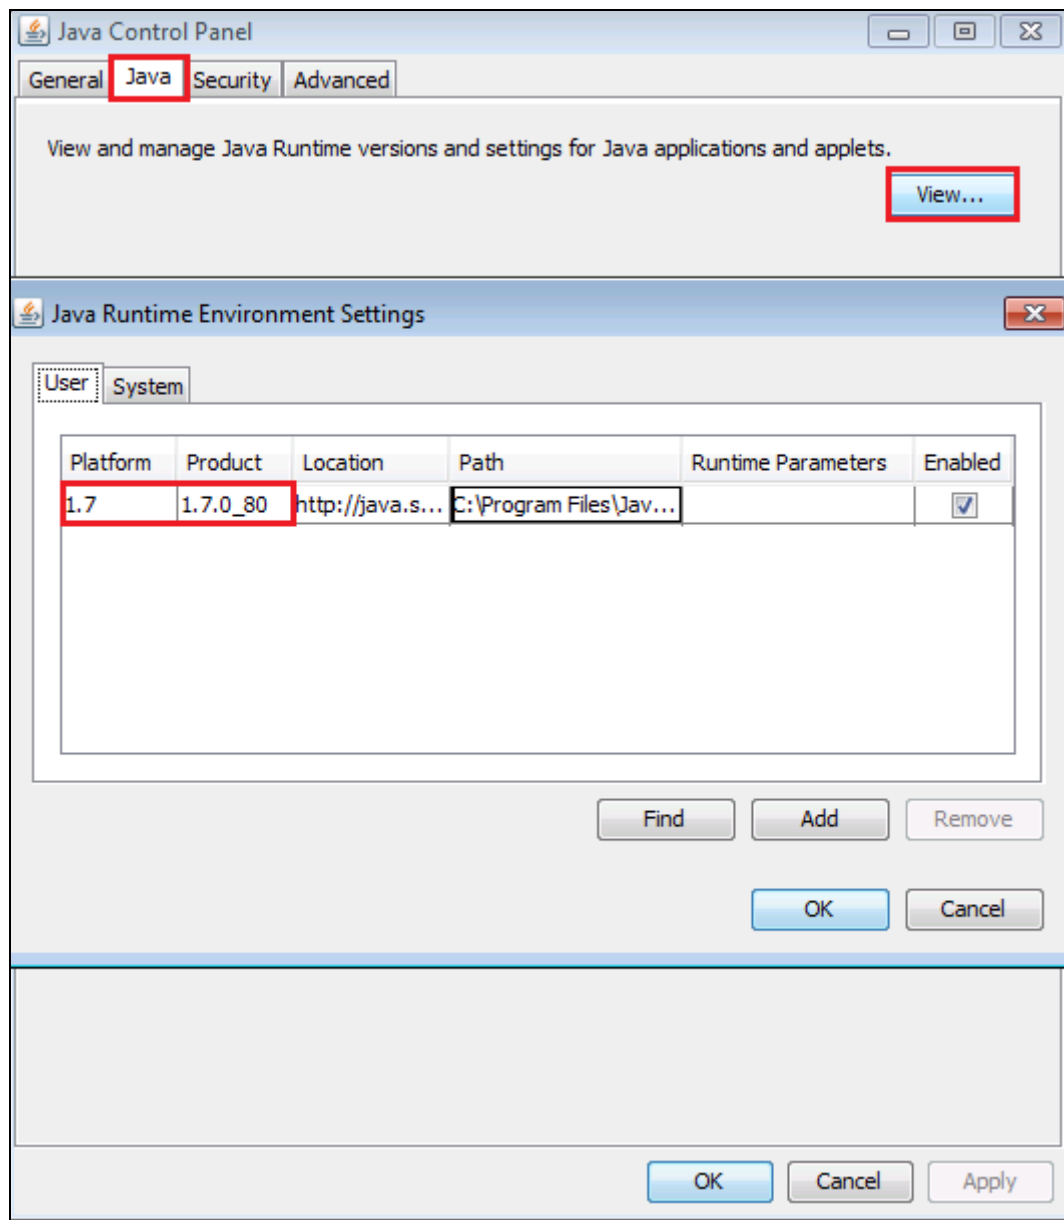 Java Control Panel
General Java Security Advanced
View and manage Java Runtime versions and settings for Java applications and applets.
View...
Java Runtime Environment Settings
User System
Platform Product Location Path Runtime Parameters Enabled
1.7 1.7.0_80 http://java.s... C:\Program Files\Jav...
Find Add Remove
OK Cancel
OK Cancel Apply